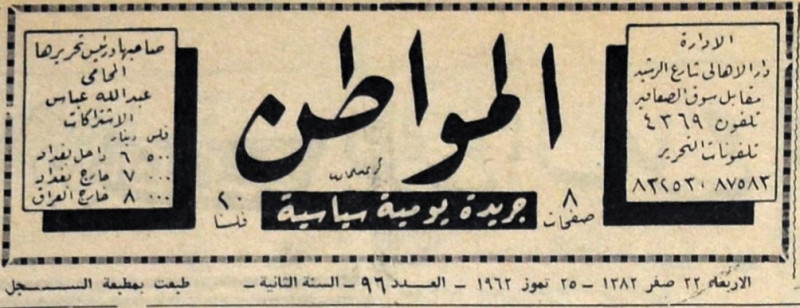 الادارة
دار الاهالي شارع الرشيد
مقابل سوق الصفافير
تلفون ٤٣٦٩
تلفونات التحرير
٨٧٥٨٣ ٨٣٢٥٣٠
المواطن
٨ صفحات
جريدة يومية سياسية
٢٠ فلسا
صاحبها ورئيس تحريرها
المحامي
عبدالله عباس
الاشتراكات
فلس دينار
٥٠٠ ٦ داخل بغداد
٠٠٠ ٧ خارج بغداد
٠٠٠ ٨ خارج العراق
الاربعاء ٢٢ صفر ١٣٨٢ - ٢٥ تموز ١٩٦٢ - العدد ٩٦ - السنة الثانية - طبعت بمطبعة السجل